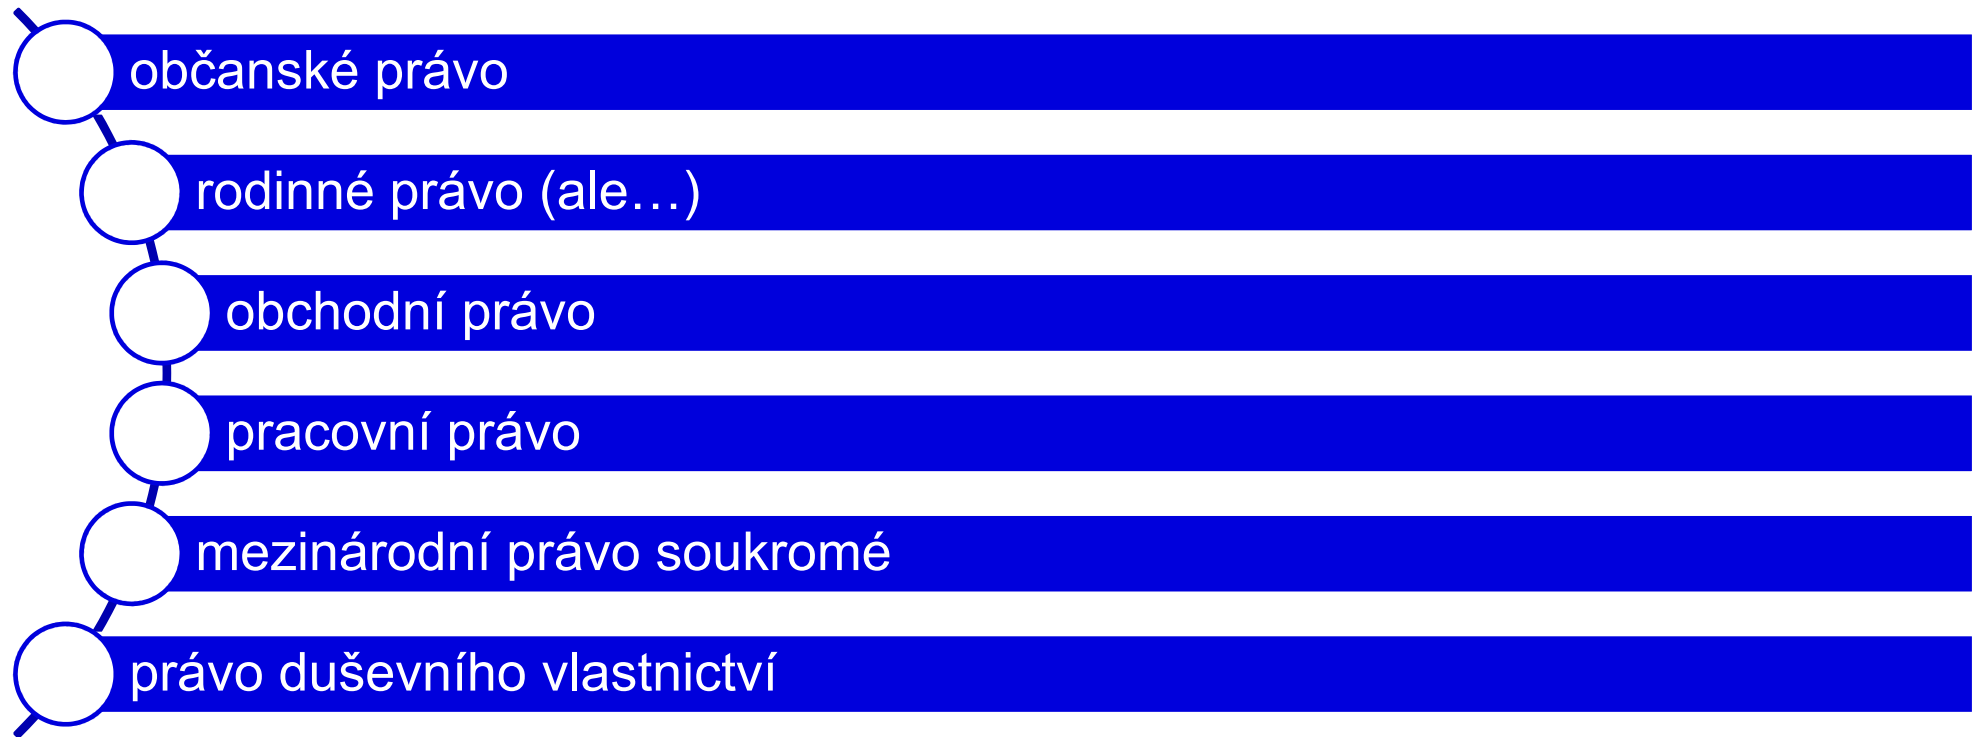 občanské právo
rodinné právo (ale…)
obchodní právo
pracovní právo
mezinárodní právo soukromé
právo duševního vlastnictví